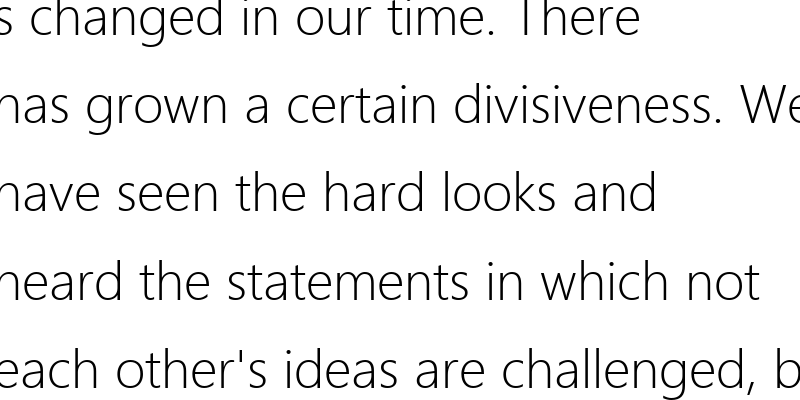 s changed in our time. There
has grown a certain divisiveness. We
have seen the hard looks and
heard the statements in which not
each other's ideas are challenged, b